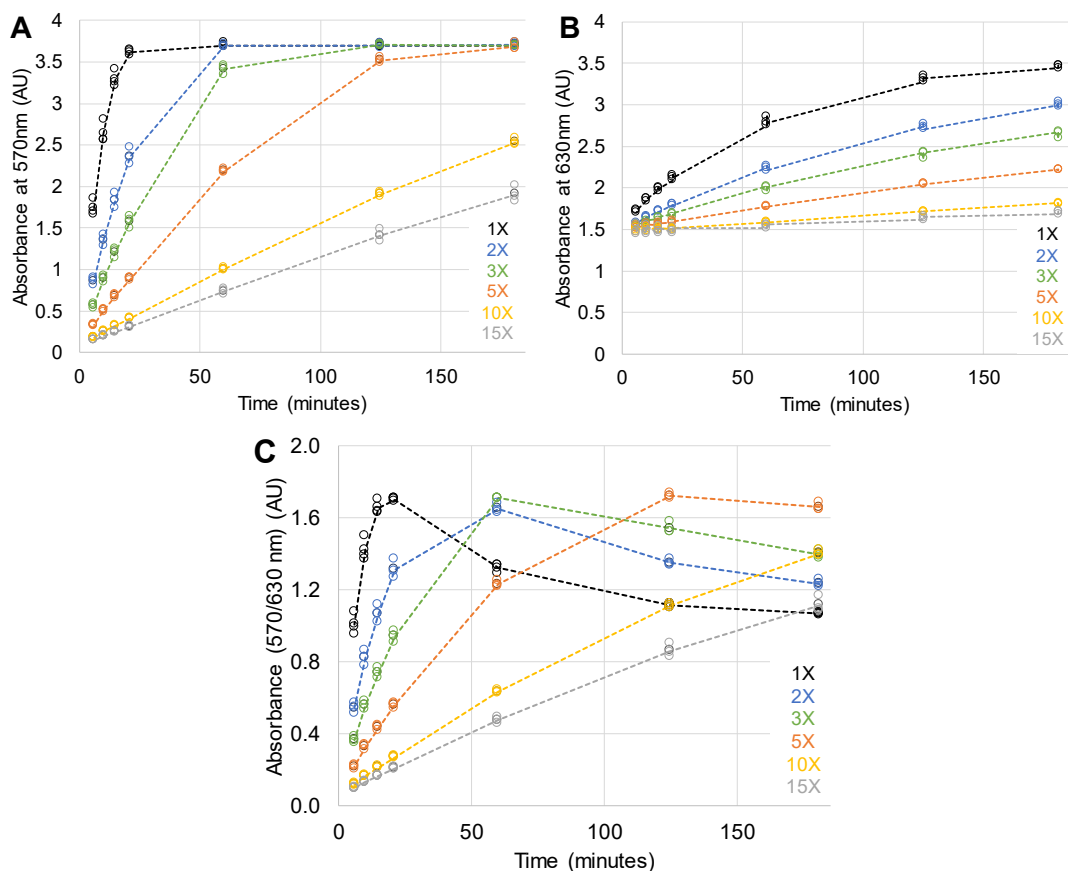 A
Absorbance at 570nm (AU)
4
3.5
3
2.5
2
1.5
1
0.5
0
0
50
100
150
Time (minutes)
1X
2X
3X
5X
10X
15X
B
Absorbance at 630nm (AU)
4
3.5
3
2.5
2
1.5
1
0.5
0
0
50
100
150
Time (minutes)
1X
2X
3X
5X
10X
15X
C
Absorbance (570/630 nm) (AU)
2.0
1.6
1.2
0.8
0.4
0.0
0
50
100
150
Time (minutes)
1X
2X
3X
5X
10X
15X